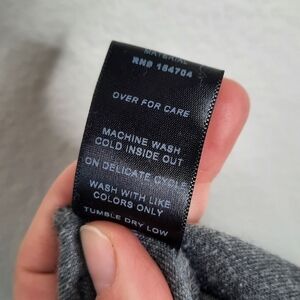 MATERIAL
RN# 154704
OVER FOR CARE
MACHINE WASH
COLD INSIDE OUT
ON DELICATE CYCLE
WASH WITH LIKE
COLORS ONLY
TUMBLE DRY LOW